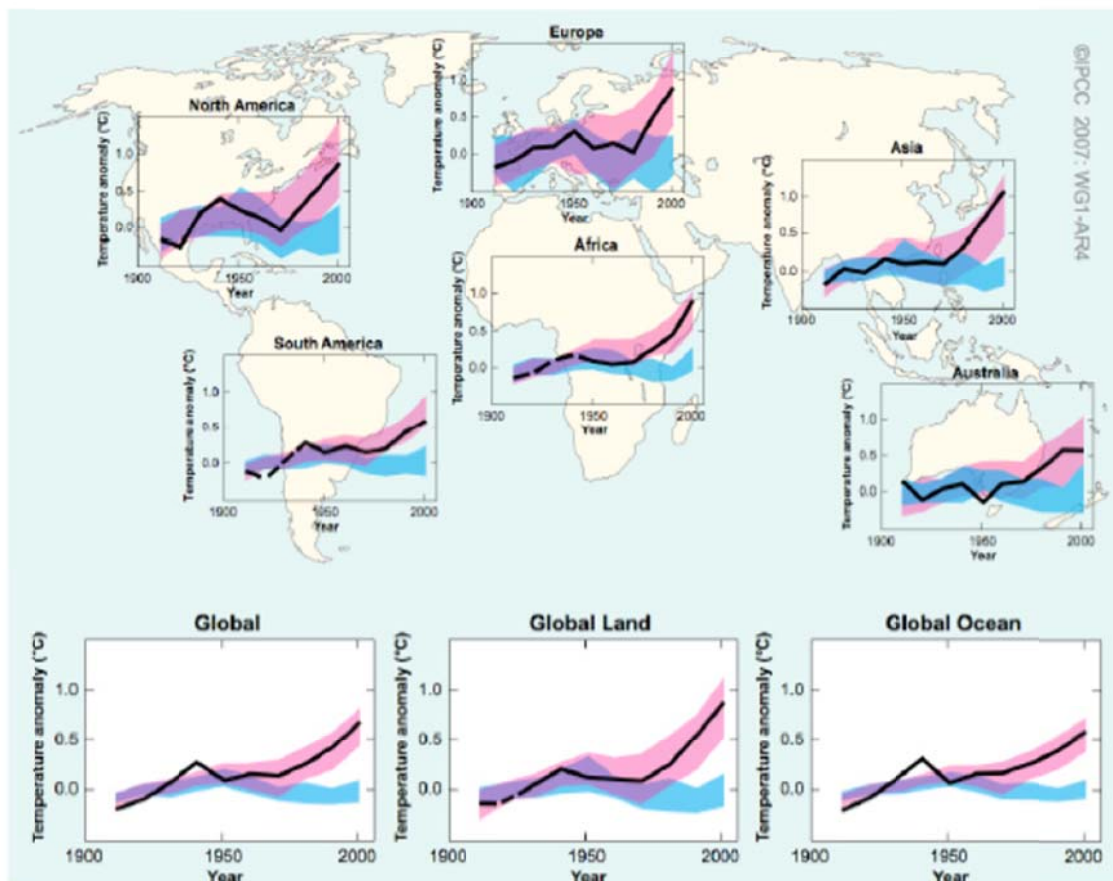 Europe
Temperature anomaly (°C)
1.0
0.5
0.0
1900
1950
2000
Year
North America
Temperature anomaly (°C)
1.0
0.5
0.0
1900
1950
2000
Year
Asia
Temperature anomaly (°C)
1.0
0.5
0.0
1900
1950
2000
Year
©IPCC 2007: WG1-AR4
Africa
Temperature anomaly (°C)
1.0
0.5
0.0
1900
1950
2000
Year
South America
Temperature anomaly (°C)
1.0
0.5
0.0
1900
1950
2000
Year
Australia
Temperature anomaly (°C)
1.0
0.5
0.0
1900
1950
2000
Year
Global
Temperature anomaly (°C)
1.0
0.5
0.0
1900
1950
2000
Year
Global Land
Temperature anomaly (°C)
1.0
0.5
0.0
1900
1950
2000
Year
Global Ocean
Temperature anomaly (°C)
1.0
0.5
0.0
1900
1950
2000
Year